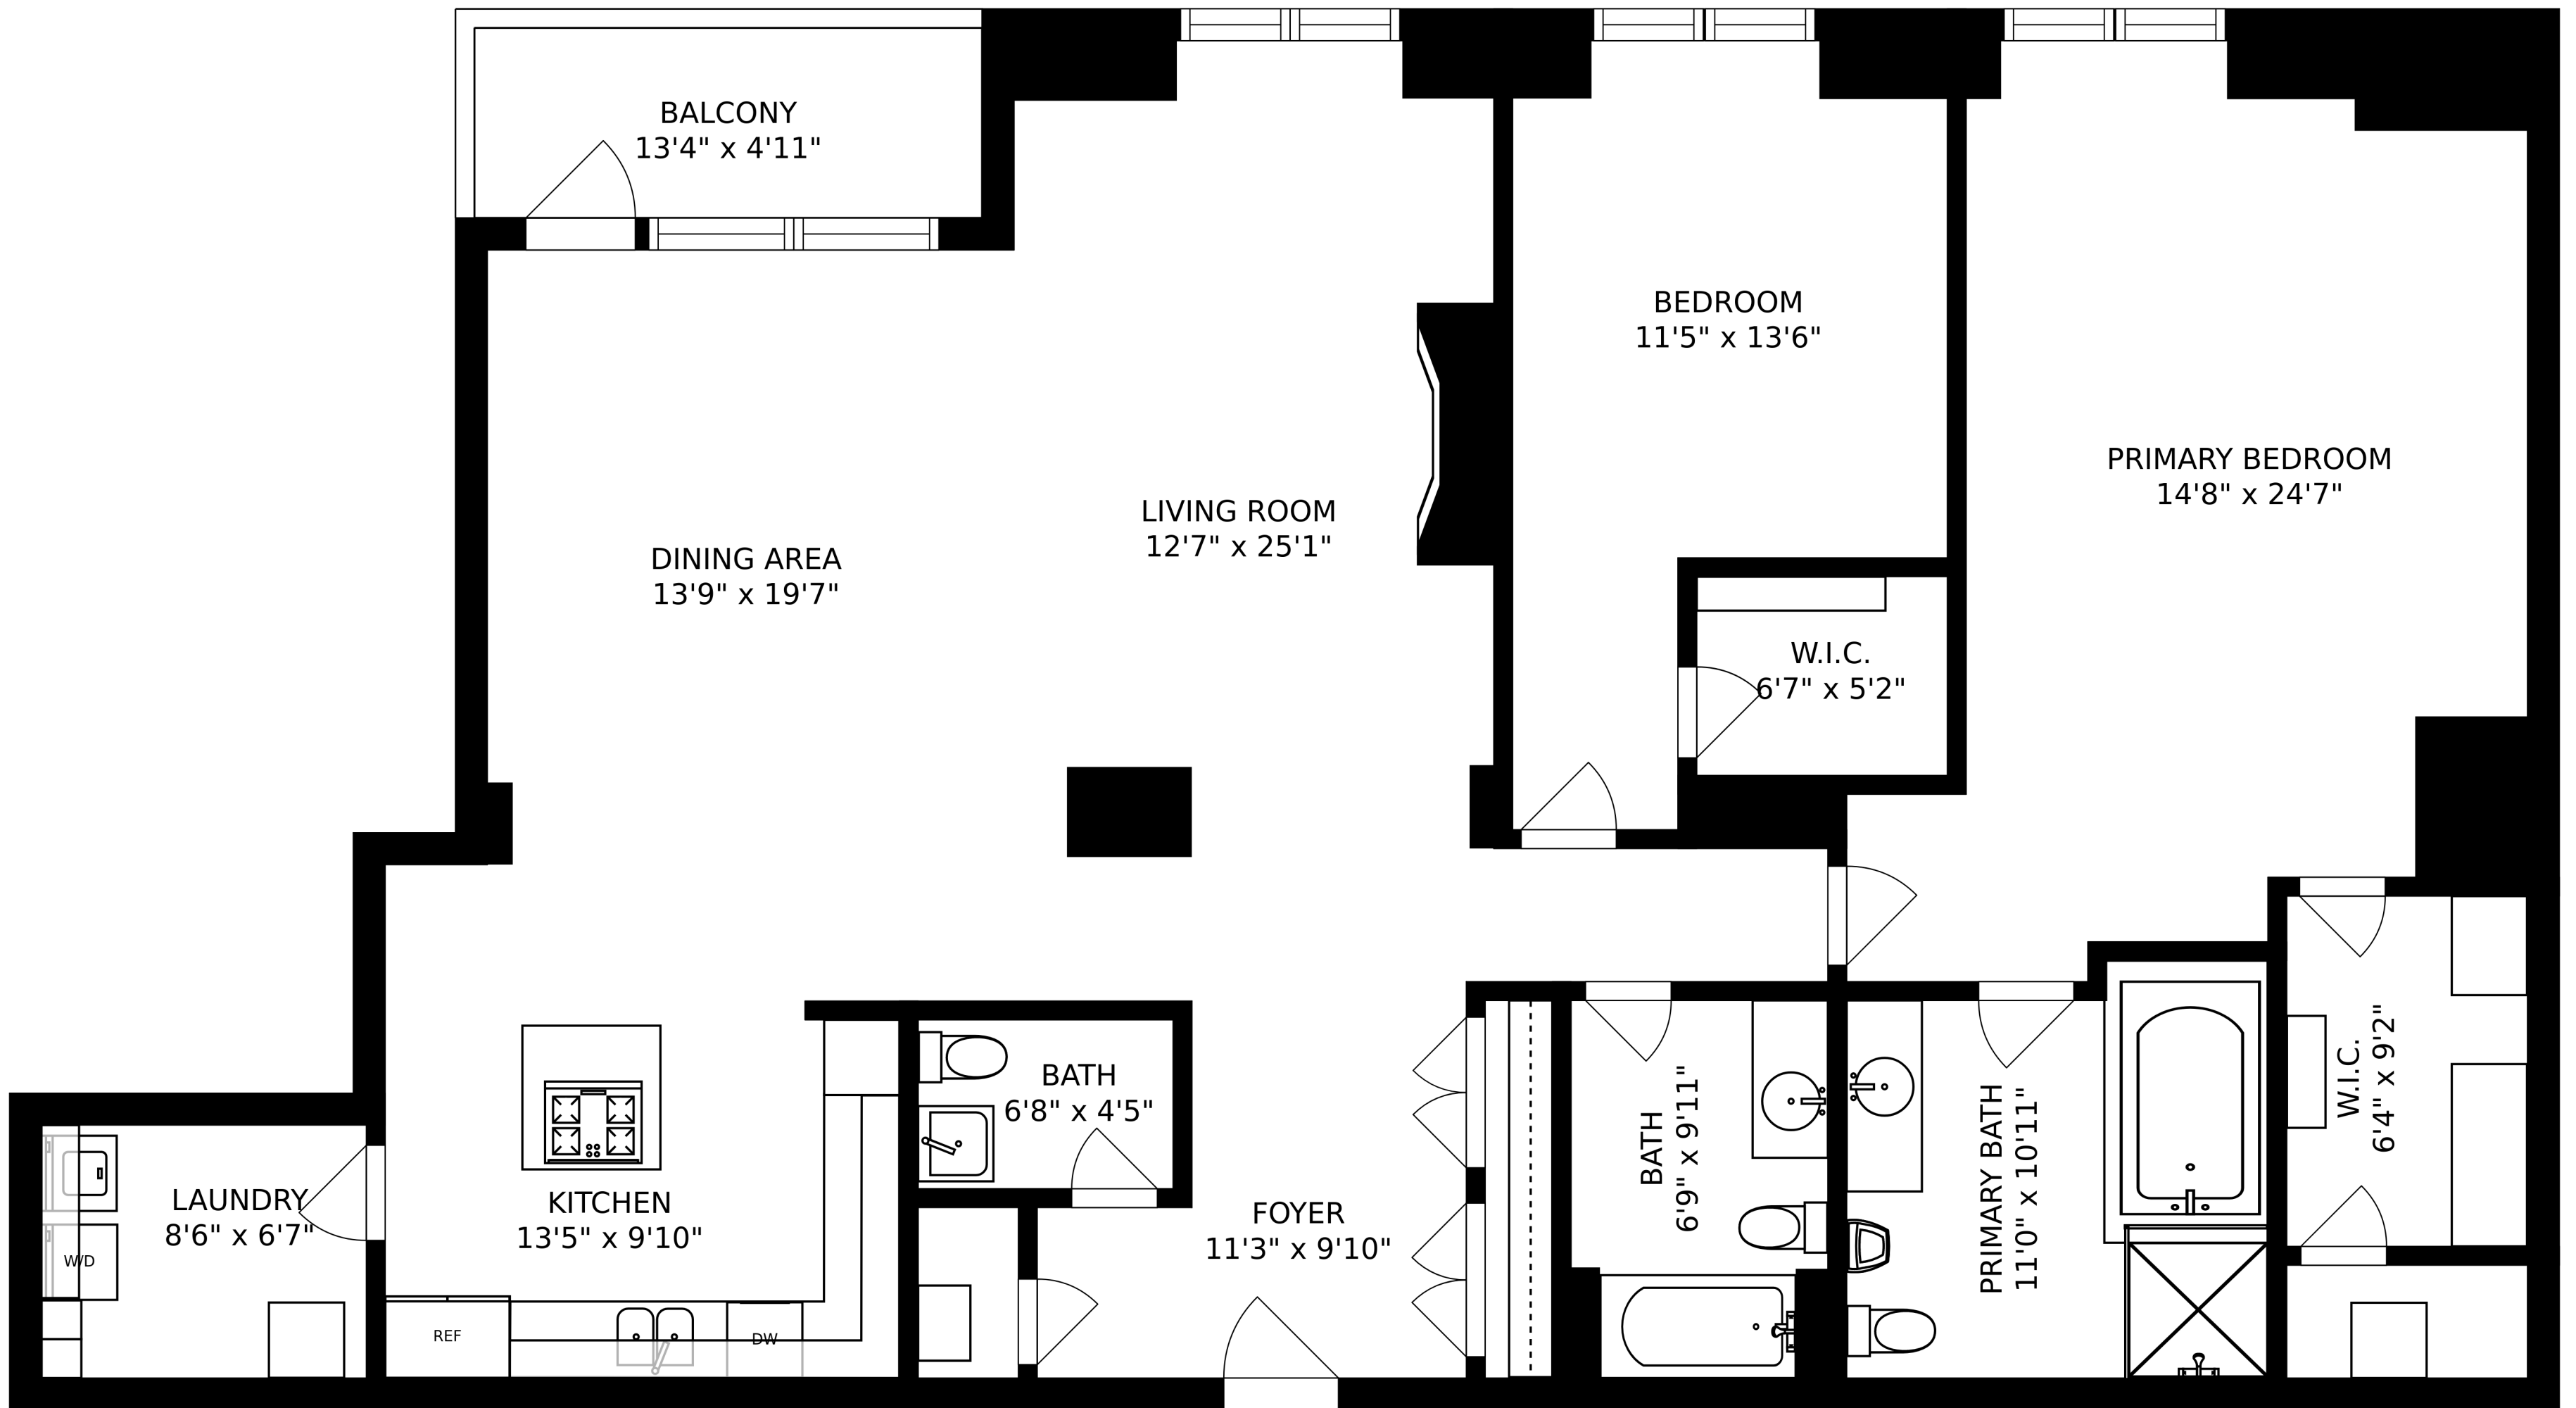 BALCONY
13'4" x 4'11"
BEDROOM
11'5" x 13'6"
PRIMARY BEDROOM
14'8" x 24'7"
LIVING ROOM
12'7" x 25'1"
DINING AREA
13'9" x 19'7"
W.I.C.
6'7" x 5'2"
BATH
6'8" x 4'5"
LAUNDRY
8'6" x 6'7"
W/D
KITCHEN
13'5" x 9'10"
REF
DW
FOYER
11'3" x 9'10"
BATH
6'9" x 9'11"
PRIMARY BATH
11'0" x 10'11"
W.I.C.
6'4" x 9'2"